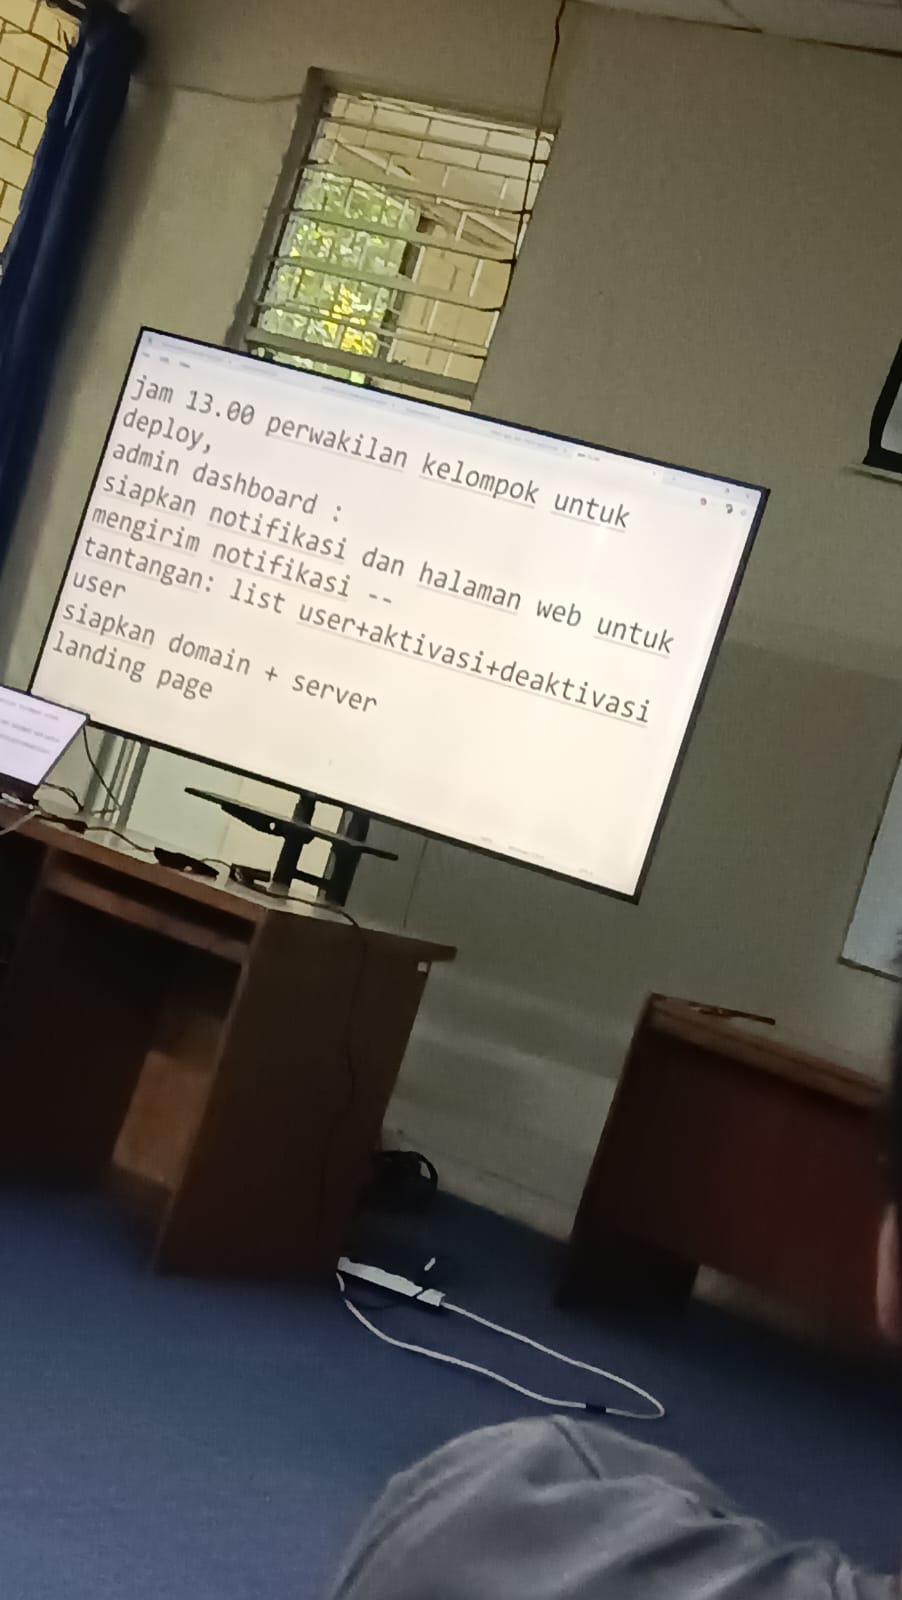 jam 13.00 perwakilan kelompok untuk
deploy,
admin dashboard :
siapkan notifikasi dan halaman web untuk
mengirim notifikasi --
tantangan: list user+aktivasi+deaktivasi
user
siapkan domain + server
landing page